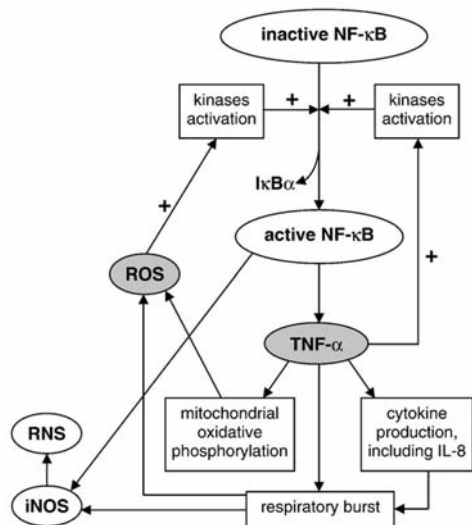 inactive NF-κB
kinases
activation
+
+
kinases
activation
IκBα
+
active NF-κB
+
ROS
TNF-α
mitochondrial
oxidative
phosphorylation
cytokine
production,
including IL-8
RNS
iNOS
respiratory burst